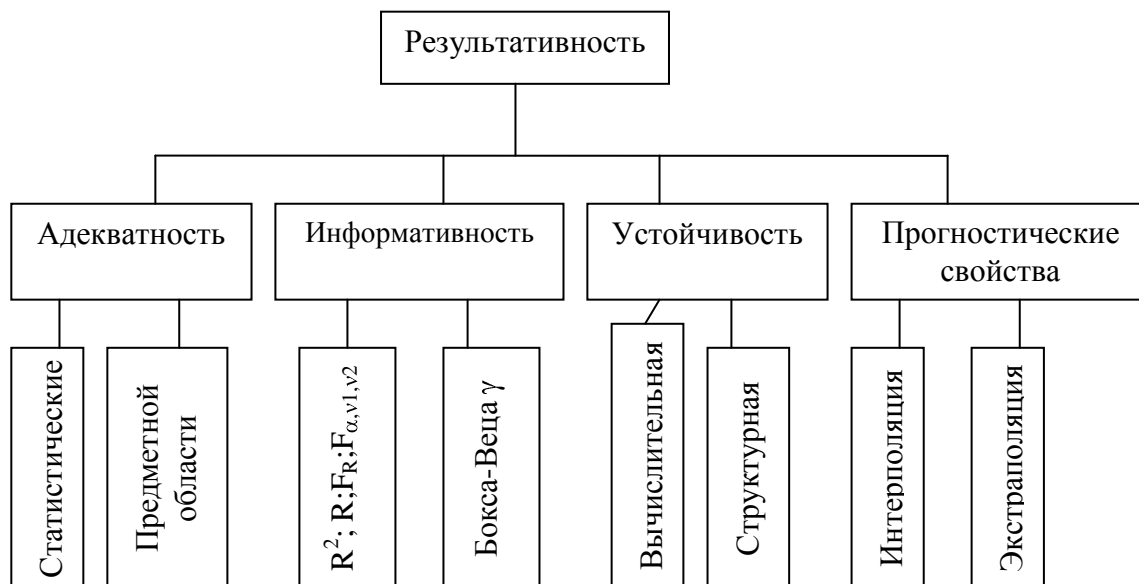 Результативность
Адекватность
Информативность
Устойчивость
Прогностические
свойства
Статистические
Предметной
области
R²; R;F_R;F_α,ν1,ν2
Бокса-Веца γ
Вычислительная
Структурная
Интерполяция
Экстраполяция